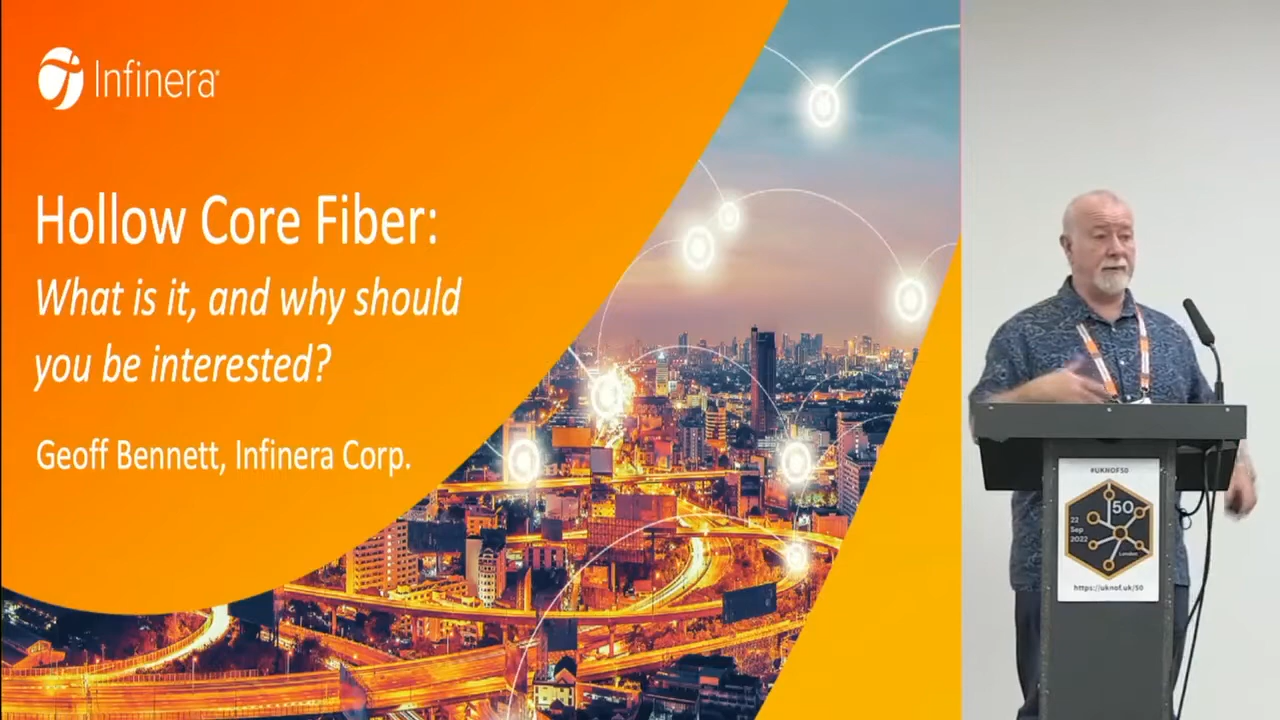 Infinera
Hollow Core Fiber:
What is it, and why should
you be interested?
Geoff Bennett, Infinera Corp.
#UKNOF50
50
22
Sep
2022
London
https://uknof.uk/50